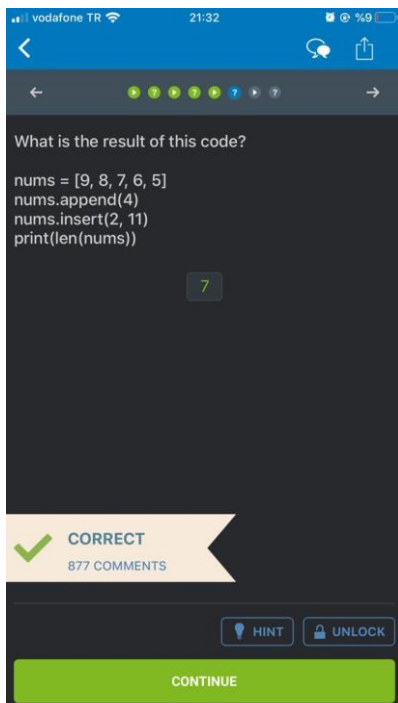 vodafone TR 21:32 %9
What is the result of this code?
nums = [9, 8, 7, 6, 5]
nums.append(4)
nums.insert(2, 11)
print(len(nums))
7
CORRECT
877 COMMENTS
HINT UNLOCK
CONTINUE